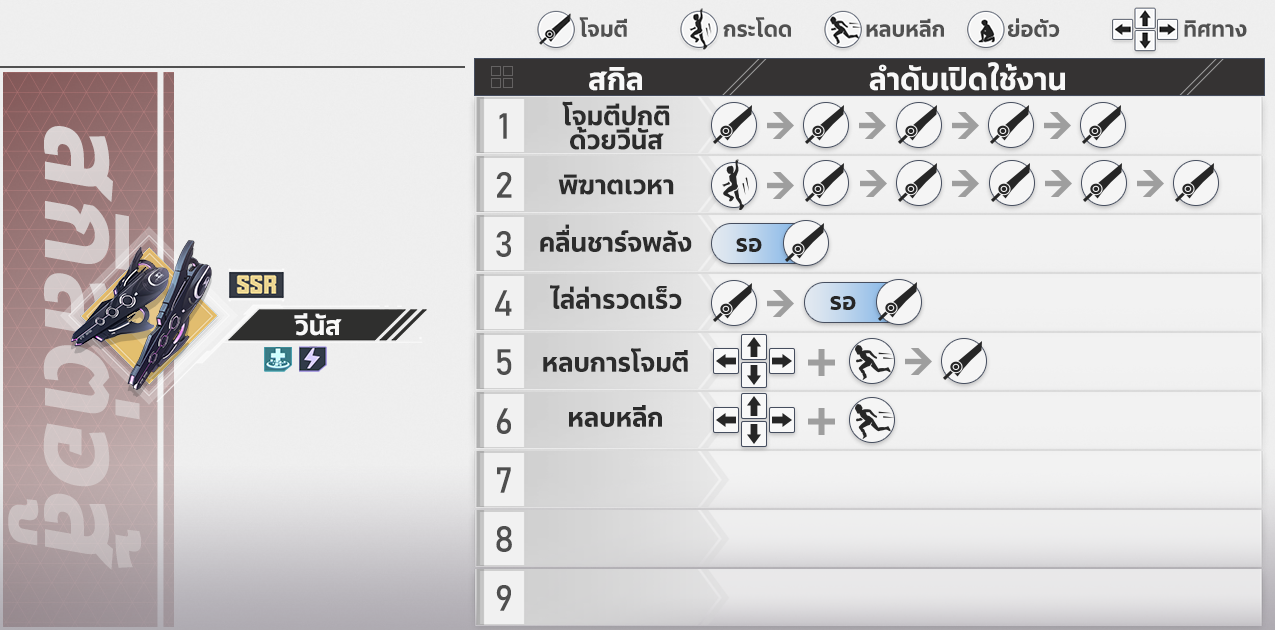 โจมตี
กระโดด
หลบหลีก
ย่อตัว
ทิศทาง
สกิลต่อสู้
SSR
วีนัส
สกิล
ลำดับเปิดใช้งาน
1
โจมตีปกติ
ด้วยวีนัส
2
พิฆาตเวหา
3
คลื่นชาร์จพลัง
รอ
4
ไล่ล่ารวดเร็ว
รอ
5
หลบการโจมตี
6
หลบหลีก
7
8
9